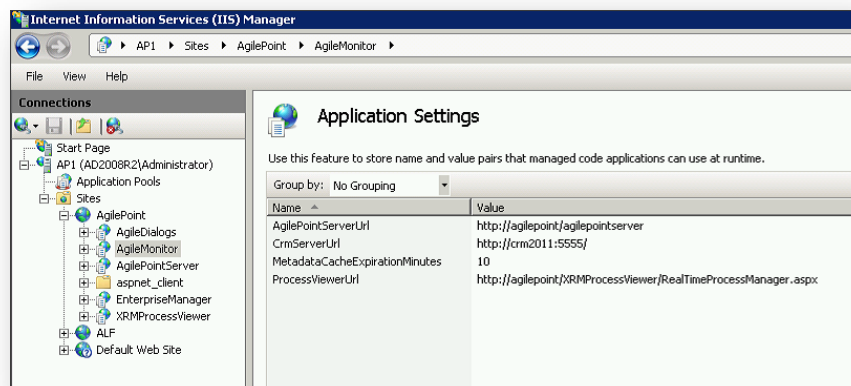 Internet Information Services (IIS) Manager
AP1 Sites AgilePoint AgileMonitor
File View Help
Connections
Start Page
AP1 (AD2008R2\Administrator)
Application Pools
Sites
AgilePoint
AgileDialogs
AgileMonitor
AgilePointServer
aspnet_client
EnterpriseManager
XRMProcessViewer
ALF
Default Web Site
Application Settings
Use this feature to store name and value pairs that managed code applications can use at runtime.
Group by: No Grouping
Name Value
AgilePointServerUrl http://agilepoint/agilepointserver
CrmServerUrl http://crm2011:5555/
MetadataCacheExpirationMinutes 10
ProcessViewerUrl http://agilepoint/XRMProcessViewer/RealTimeProcessManager.aspx